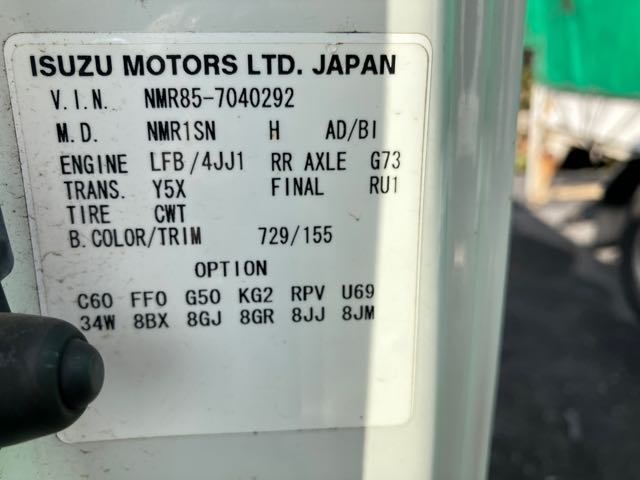 ISUZU MOTORS LTD. JAPAN
V.I.N. NMR85-7040292
M.D. NMR1SN H AD/BI
ENGINE LFB/4JJ1 RR AXLE G73
TRANS. Y5X FINAL RU1
TIRE CWT
B.COLOR/TRIM 729/155
OPTION
C60 FF0 G50 KG2 RPV U69
34W 8BX 8GJ 8GR 8JJ 8JM